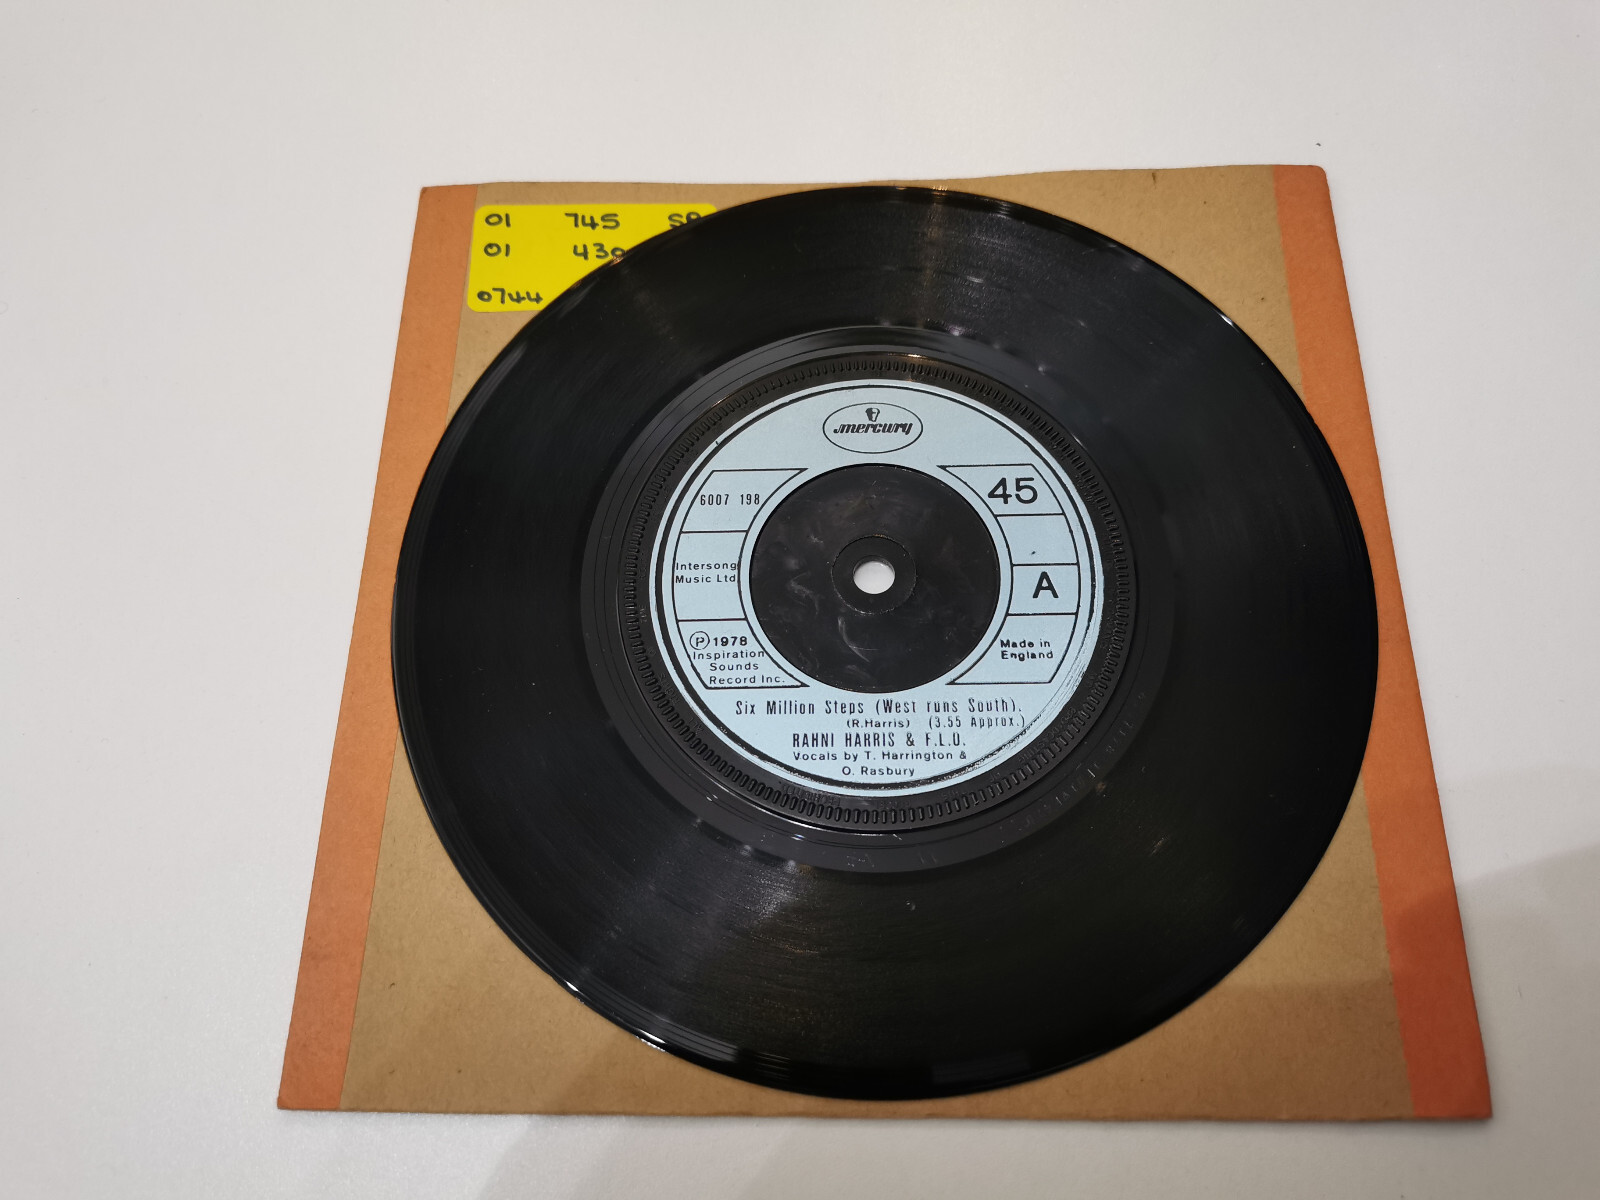 01 745
01 430
0744
mercury
6007 198
45
Intersong
Music Ltd.
A
Ⓟ1978
Inspiration
Sounds
Record Inc.
Made in
England
Six Million Steps (West runs South).
(R.Harris) (3.55 Approx.)
RAHNI HARRIS & F.L.O.
Vocals by T. Harrington &
O. Rasbury